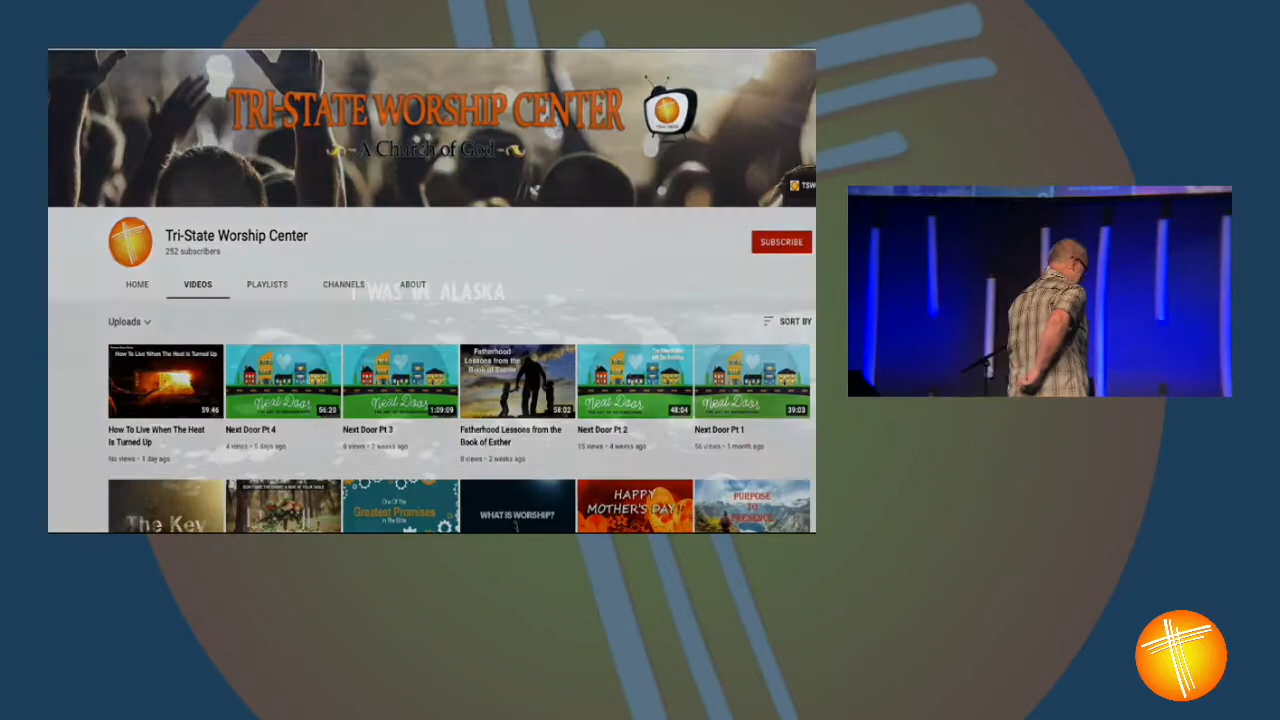 TRI-STATE WORSHIP CENTER
A Church of God
TSW
Tri-State Worship Center
252 subscribers
SUBSCRIBE
HOME VIDEOS PLAYLISTS CHANNELS ABOUT
I WAS IN ALASKA
Uploads
SORT BY
How To Live When The Heat Is Turned Up
59:46
Next Door
56:20
Next Door
1:09:09
Fatherhood
Lessons from the
Book of Esther
58:02
Next Door
48:04
Next Door
39:03
How To Live When The Heat
Is Turned Up
No views • 1 day ago
Next Door Pt 4
4 views • 5 days ago
Next Door Pt 3
6 views • 2 weeks ago
Fatherhood Lessons from the
Book of Esther
8 views • 2 weeks ago
Next Door Pt 2
15 views • 4 weeks ago
Next Door Pt 1
56 views • 1 month ago
The Key
One Of The
Greatest Promises
In The Bible
WHAT IS WORSHIP?
HAPPY
MOTHER'S DAY!
PURPOSE
TO
PRESENCE